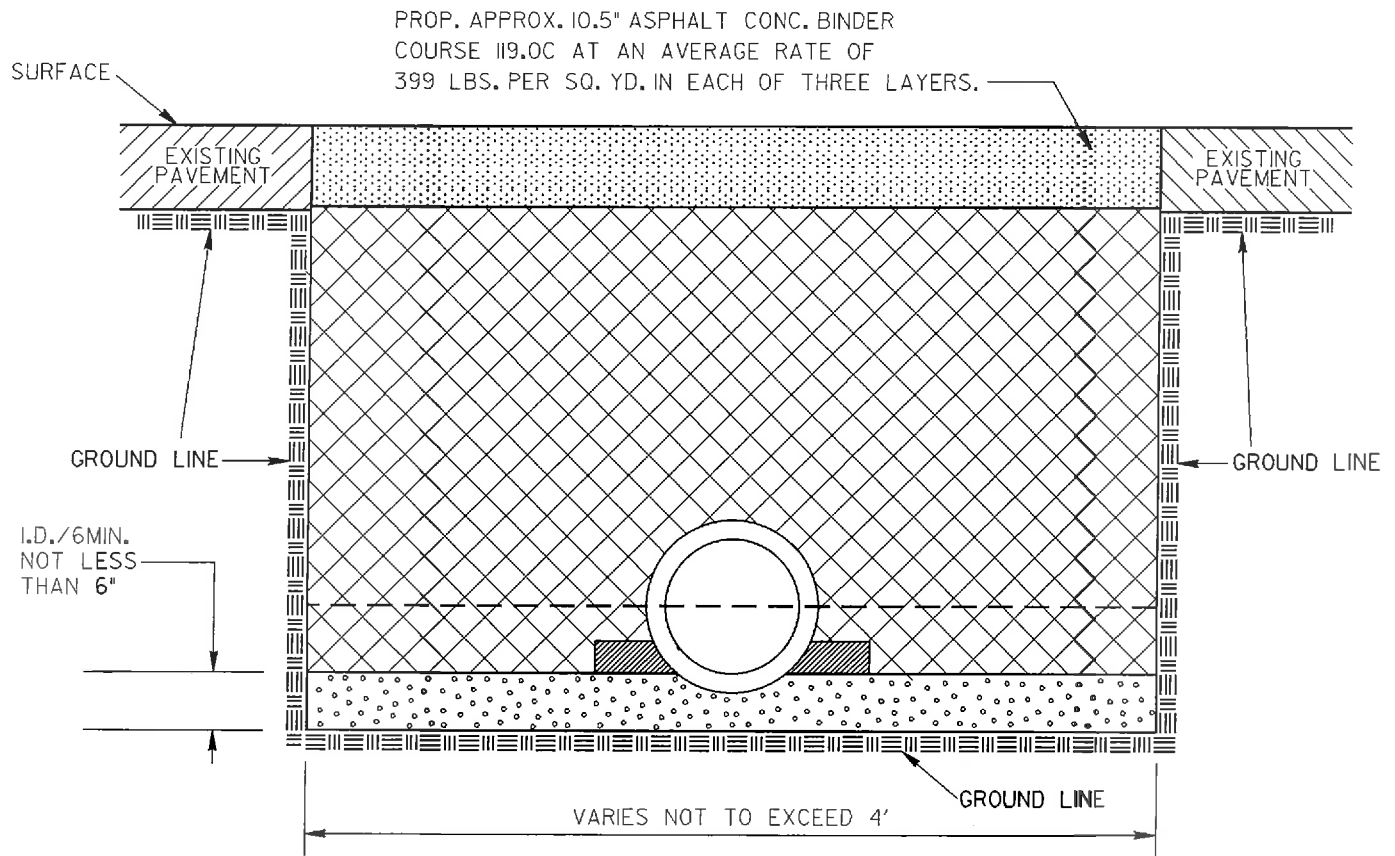 PROP. APPROX. 10.5" ASPHALT CONC. BINDER
COURSE I19.0C AT AN AVERAGE RATE OF
399 LBS. PER SQ. YD. IN EACH OF THREE LAYERS.
SURFACE
EXISTING
PAVEMENT
EXISTING
PAVEMENT
GROUND LINE
GROUND LINE
I.D./6MIN.
NOT LESS
THAN 6"
GROUND LINE
VARIES NOT TO EXCEED 4'